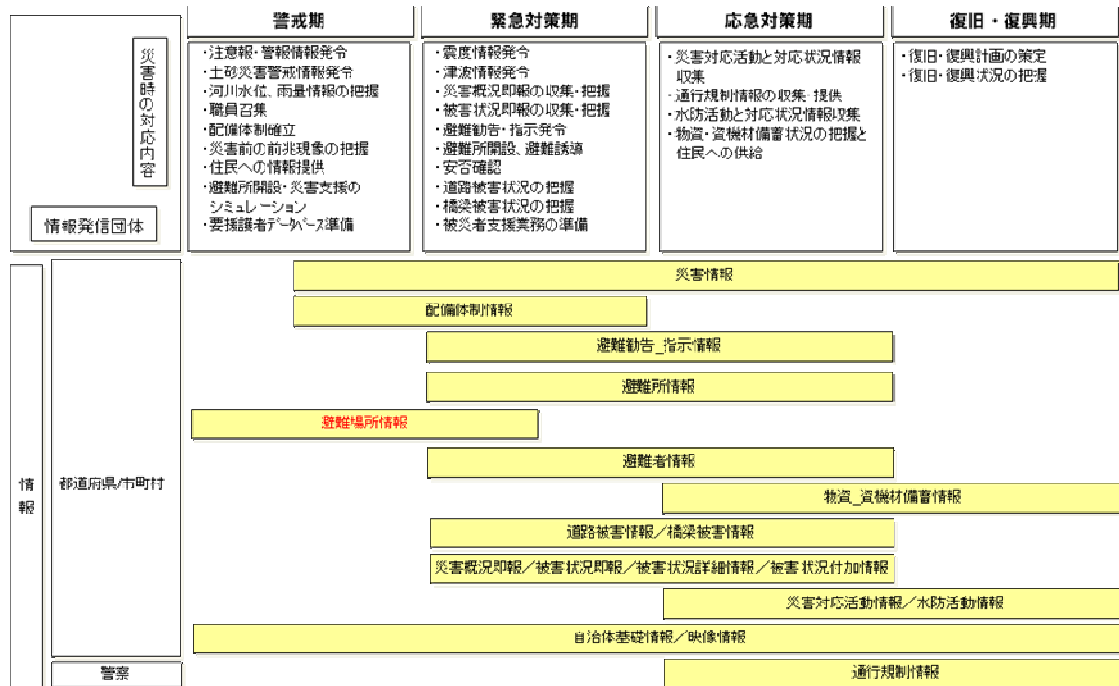 警戒期
緊急対策期
応急対策期
復旧・復興期
災害時の対応内容
情報発信団体
・注意報・警報情報発令
・土砂災害警戒情報発令
・河川水位、雨量情報の把握
・職員召集
・配備体制確立
・災害前の前兆現象の把握
・住民への情報提供
・避難所開設・災害支援の
シミュレーション
・要援護者データベース準備
・震度情報発令
・津波情報発令
・災害概況即報の収集・把握
・被害状況即報の収集・把握
・避難勧告・指示発令
・避難所開設、避難誘導
・安否確認
・道路被害状況の把握
・橋梁被害状況の把握
・被災者支援業務の準備
・災害対応活動と対応状況情報
収集
・通行規制情報の収集・提供
・水防活動と対応状況情報収集
・物資・資機材備蓄状況の把握と
住民への供給
・復旧・復興計画の策定
・復旧・復興状況の把握
情報
都道府県/市町村
災害情報
配備体制情報
避難勧告_指示情報
避難所情報
避難場所情報
避難者情報
物資_資機材備蓄情報
道路被害情報/橋梁被害情報
災害概況即報/被害状況即報/被害状況詳細情報/被害状況付加情報
災害対応活動情報/水防活動情報
自治体基礎情報/映像情報
警察
通行規制情報